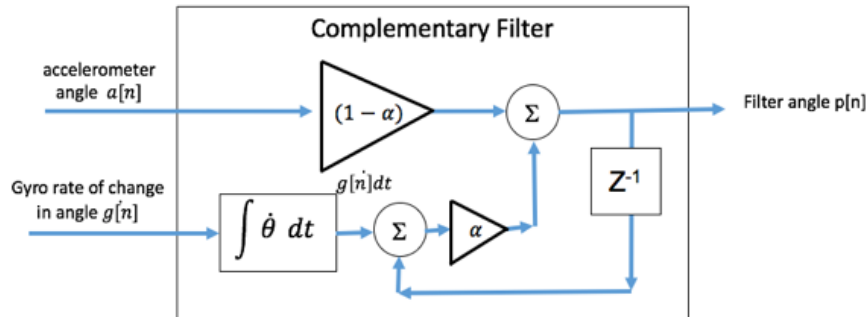 Complementary Filter
accelerometer
angle a[n]
(1 − α)
Σ
Filter angle p[n]
Gyro rate of change
in angle g[ṅ]
∫ θ̇ dt
g[ṅ]dt
Σ
α
Z⁻¹